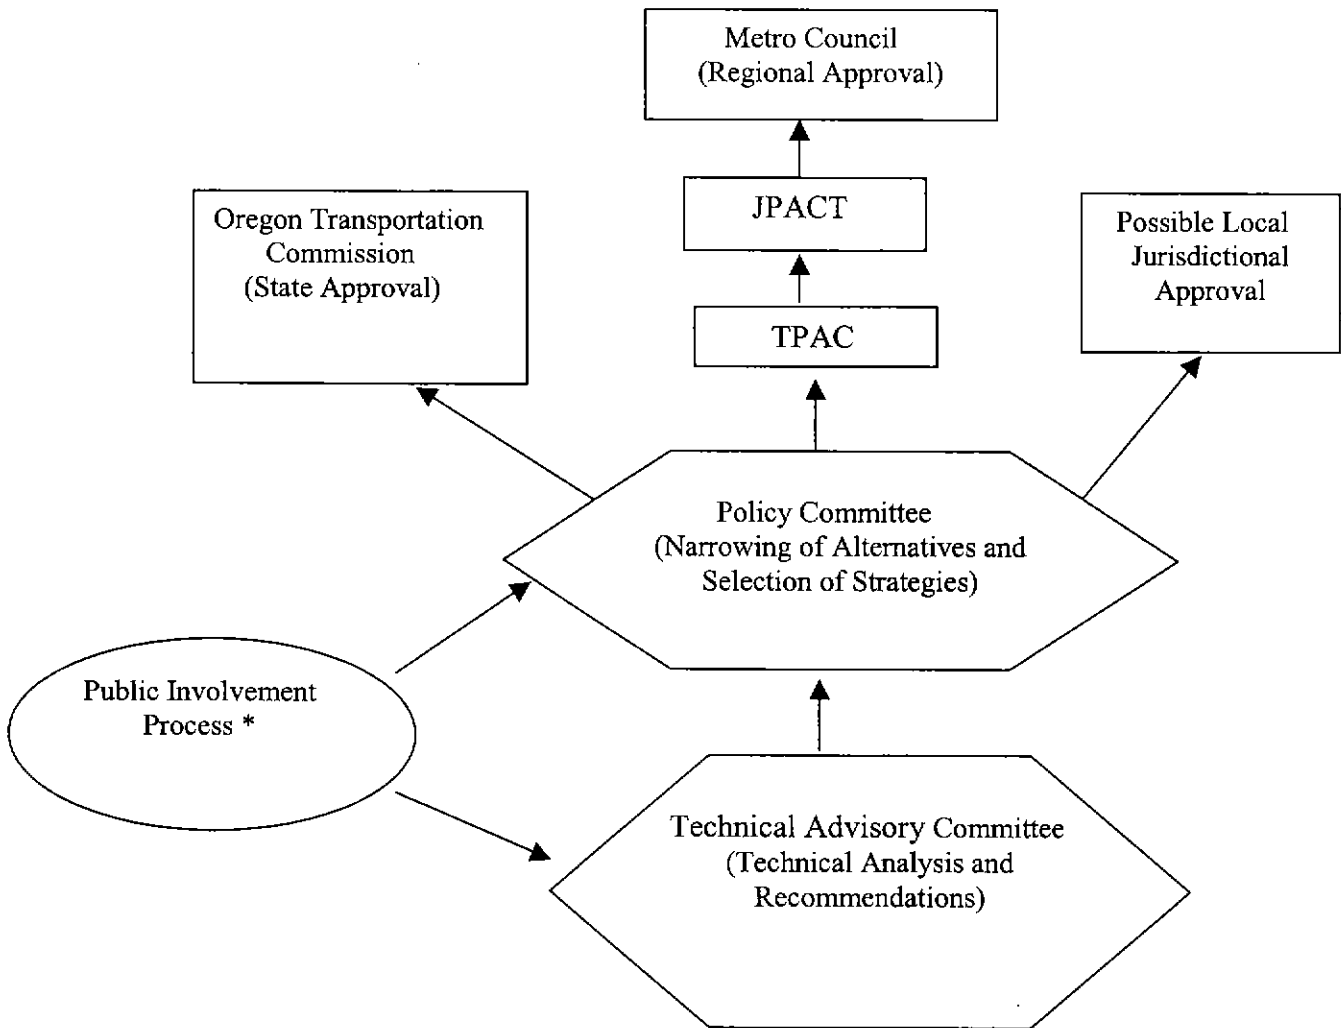 Metro Council
(Regional Approval)
JPACT
Oregon Transportation
Commission
(State Approval)
Possible Local
Jurisdictional
Approval
TPAC
Policy Committee
(Narrowing of Alternatives and
Selection of Strategies)
Public Involvement
Process *
Technical Advisory Committee
(Technical Analysis and
Recommendations)